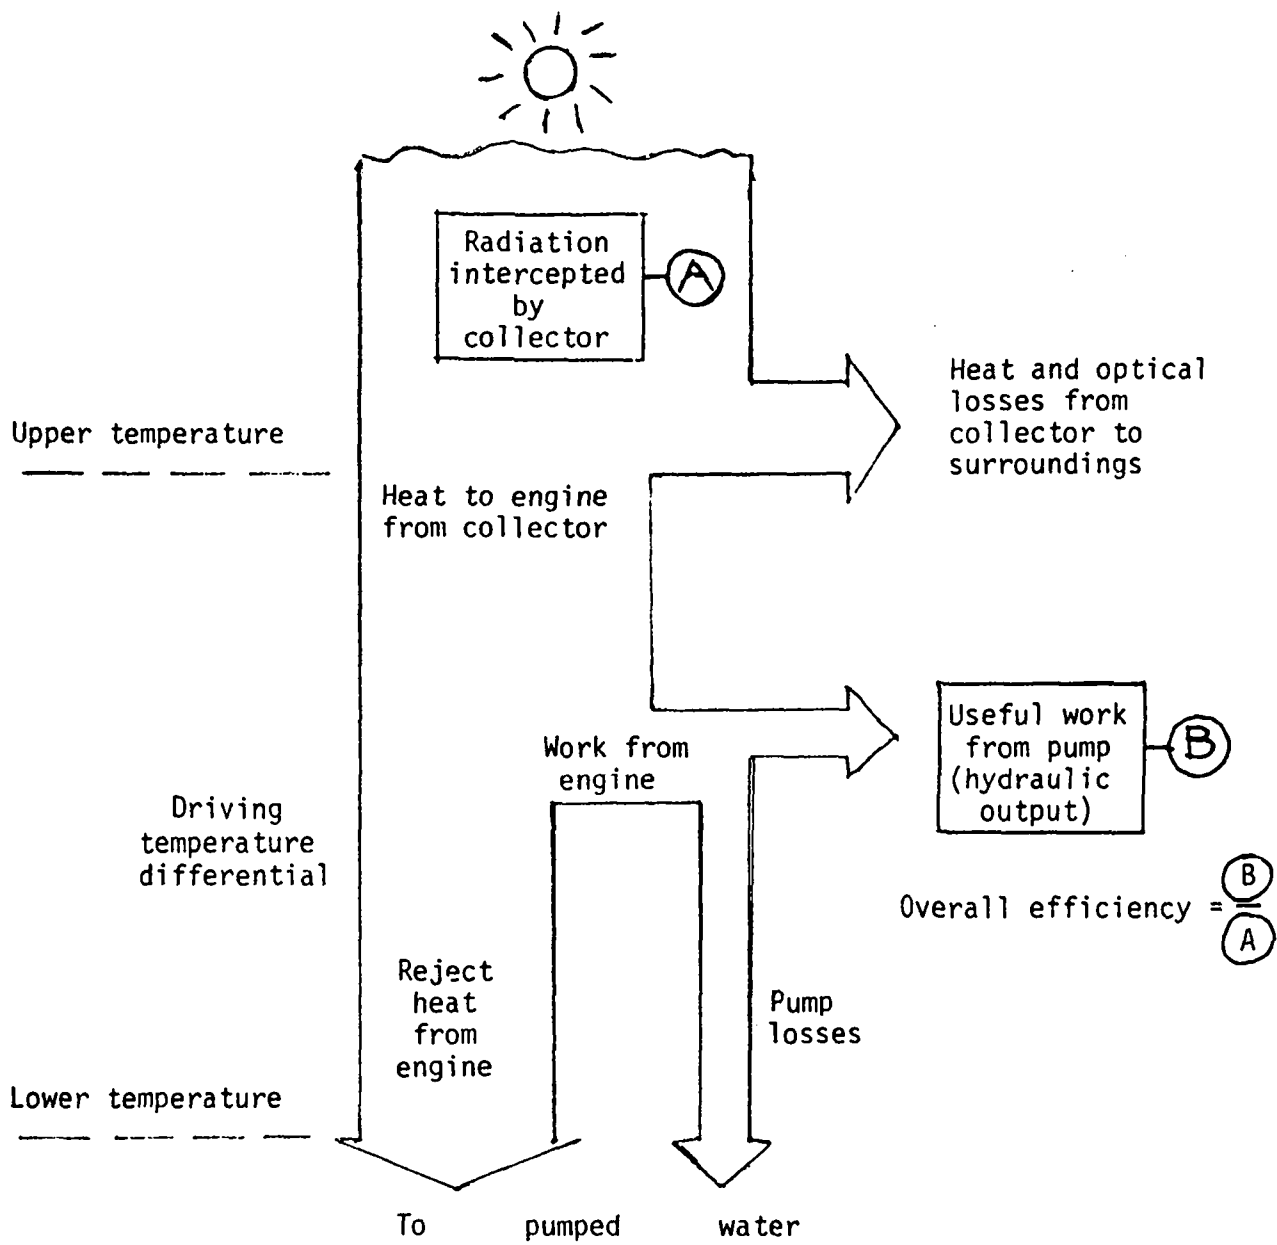 Radiation
intercepted
by
collector
A
Heat and optical
losses from
collector to
surroundings
Upper temperature
Heat to engine
from collector
Useful work
from pump
(hydraulic
output)
B
Work from
engine
Driving
temperature
differential
Overall efficiency = B
A
Reject
heat
from
engine
Pump
losses
Lower temperature
To pumped water